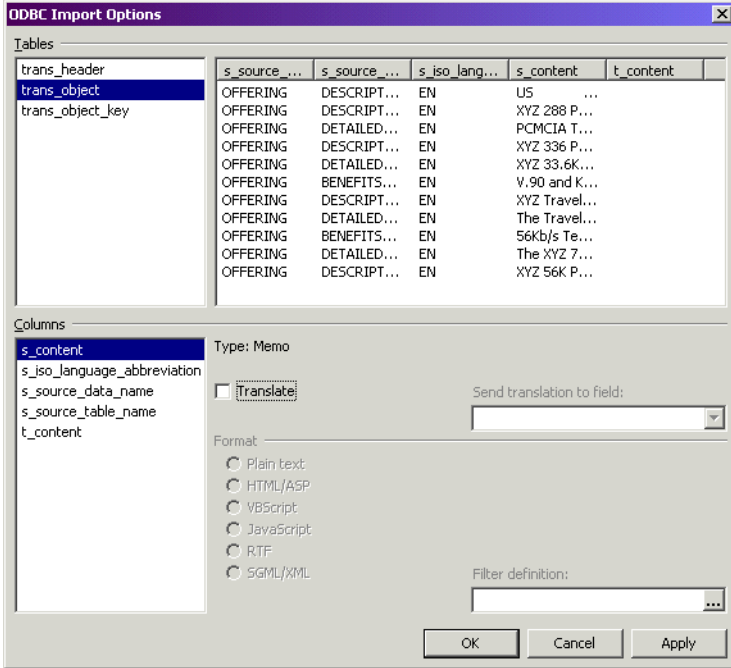 ODBC Import Options
Tables
trans_header
trans_object
trans_object_key
s_source_... s_source_... s_iso_lang... s_content t_content
OFFERING DESCRIPT... EN US ...
OFFERING DESCRIPT... EN XYZ 288 P...
OFFERING DETAILED... EN PCMCIA T...
OFFERING DESCRIPT... EN XYZ 336 P...
OFFERING DETAILED... EN XYZ 33.6K...
OFFERING BENEFITS... EN V.90 and K...
OFFERING DESCRIPT... EN XYZ Travel...
OFFERING DETAILED... EN The Travel...
OFFERING BENEFITS... EN 56Kb/s Te...
OFFERING DETAILED... EN The XYZ 7...
OFFERING DESCRIPT... EN XYZ 56K P...
Columns
s_content
s_iso_language_abbreviation
s_source_data_name
s_source_table_name
t_content
Type: Memo
Translate
Send translation to field:
Format
Plain text
HTML/ASP
VBScript
JavaScript
RTF
SGML/XML
Filter definition:
...
OK Cancel Apply